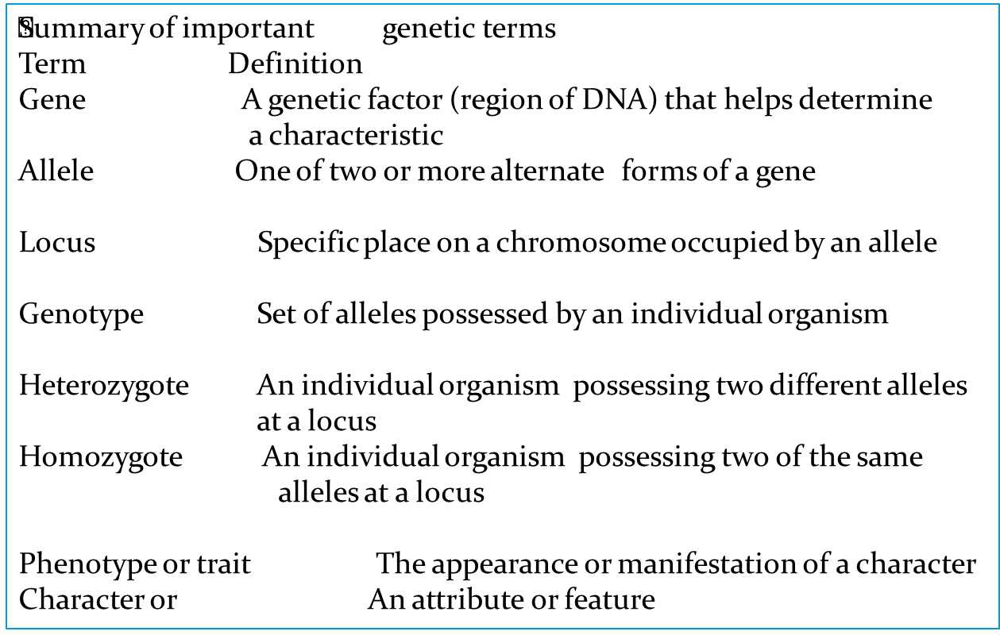 Summary of important genetic terms
Term Definition
Gene A genetic factor (region of DNA) that helps determine
a characteristic
Allele One of two or more alternate forms of a gene
Locus Specific place on a chromosome occupied by an allele
Genotype Set of alleles possessed by an individual organism
Heterozygote An individual organism possessing two different alleles
at a locus
Homozygote An individual organism possessing two of the same
alleles at a locus
Phenotype or trait The appearance or manifestation of a character
Character or An attribute or feature